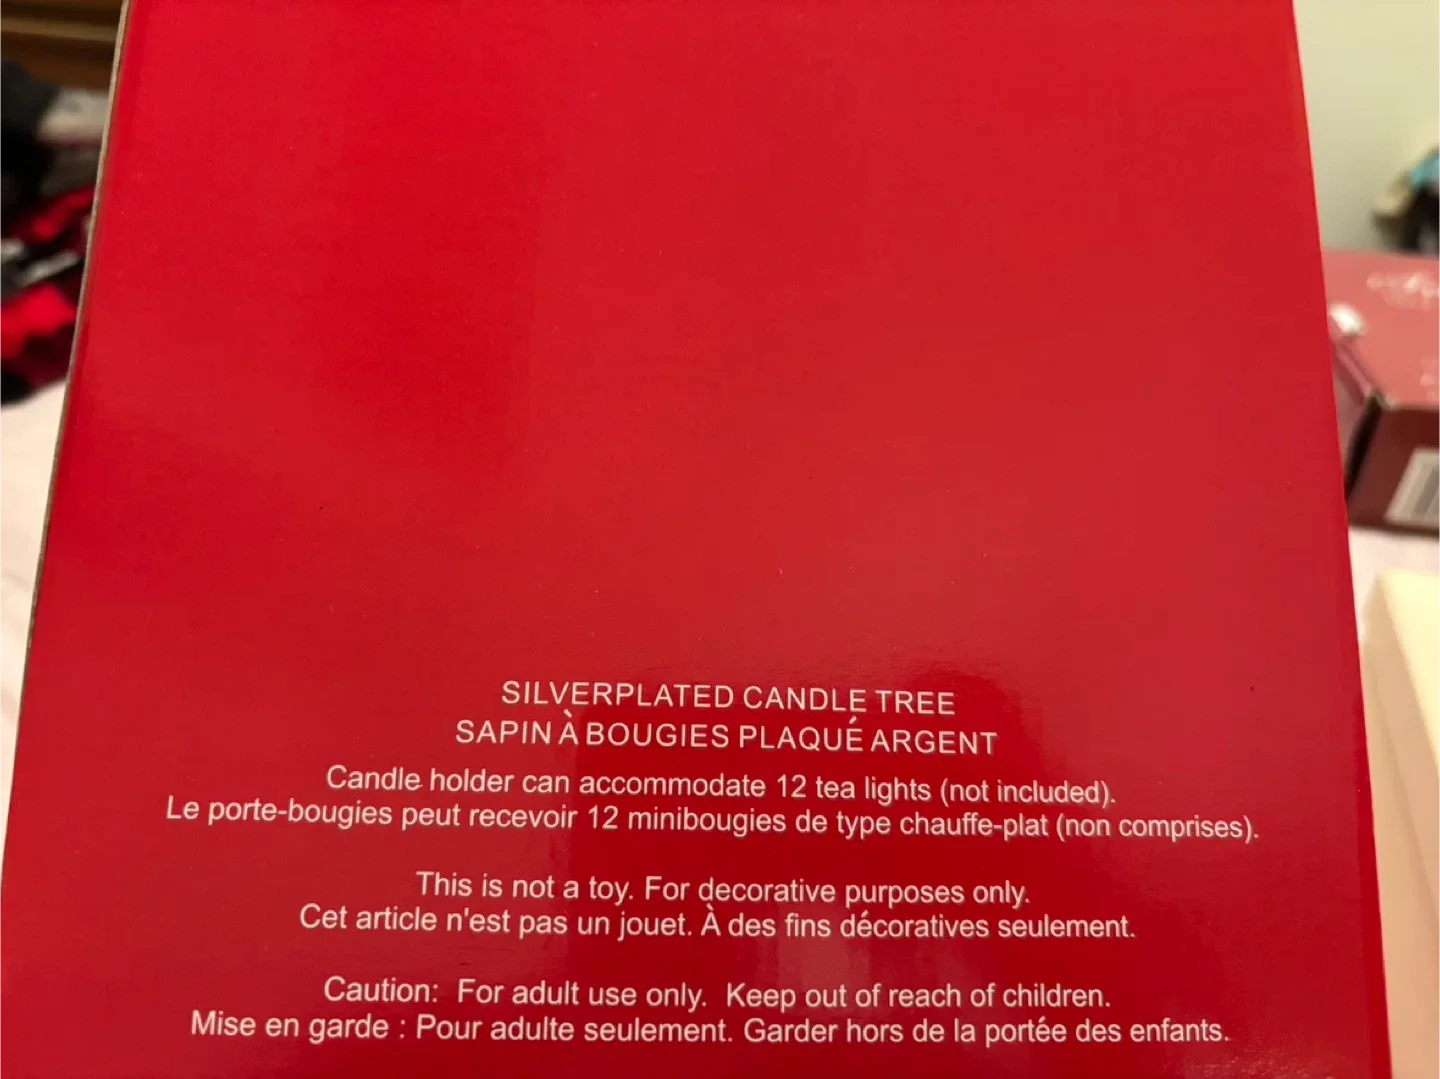 SILVERPLATED CANDLE TREE
SAPIN À BOUGIES PLAQUÉ ARGENT
Candle holder can accommodate 12 tea lights (not included).
Le porte-bougies peut recevoir 12 minibougies de type chauffe-plat (non comprises).
This is not a toy. For decorative purposes only.
Cet article n'est pas un jouet. À des fins décoratives seulement.
Caution:  For adult use only.  Keep out of reach of children.
Mise en garde : Pour adulte seulement. Garder hors de la portée des enfants.